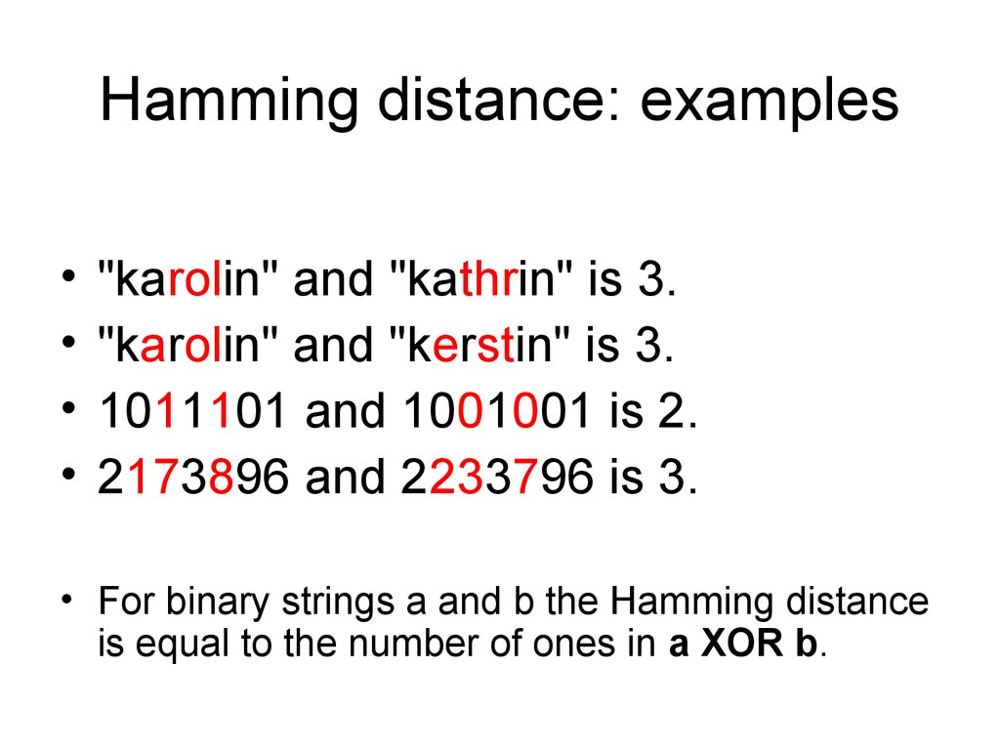 Hamming distance: examples
• "karolin" and "kathrin" is 3.
• "karolin" and "kerstin" is 3.
• 1011101 and 1001001 is 2.
• 2173896 and 2233796 is 3.
• For binary strings a and b the Hamming distance
is equal to the number of ones in a XOR b.